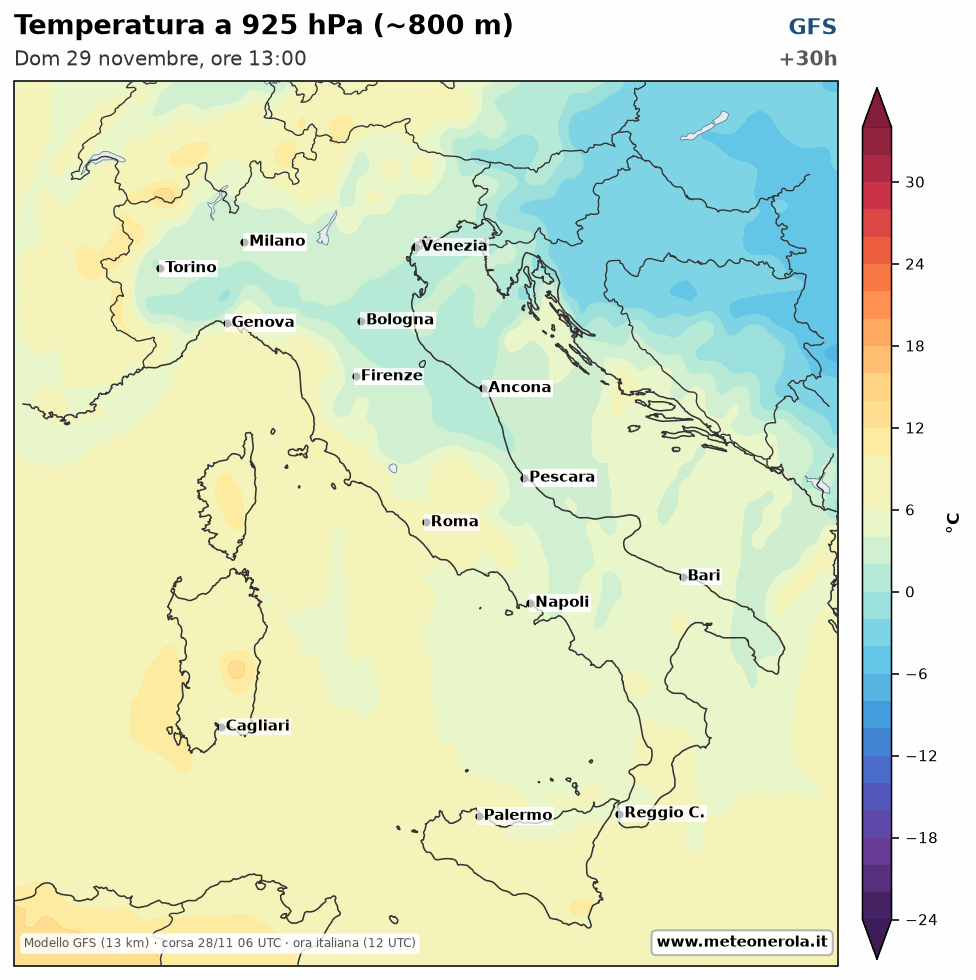 Temperatura a 925 hPa (~800 m)
GFS
Dom 29 novembre, ore 13:00
+30h
Milano
Venezia
Torino
Genova
Bologna
Firenze
Ancona
Pescara
Roma
Bari
Napoli
Cagliari
Palermo
Reggio C.
30
24
18
12
6
0
−6
−12
−18
−24
°C
Modello GFS (13 km) · corsa 28/11 06 UTC · ora italiana (12 UTC)
www.meteonerola.it